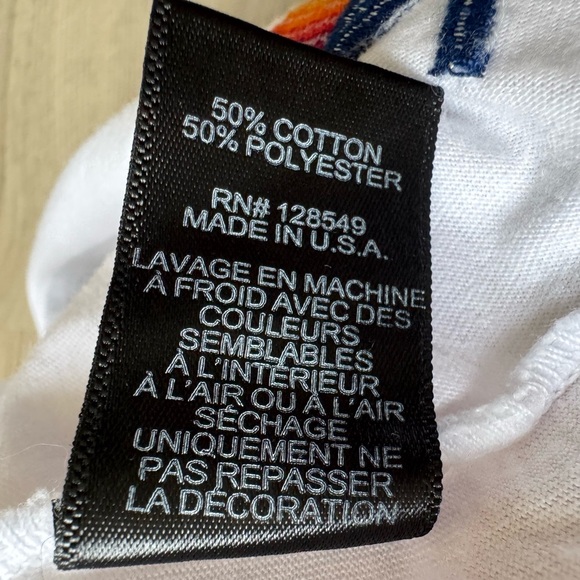 50% COTTON
50% POLYESTER
RN# 128549
MADE IN U.S.A.
LAVAGE EN MACHINE
À FROID AVEC DES
COULEURS
SEMBLABLES
À L'INTÉRIEUR
À L'AIR OU À L'AIR
SÉCHAGE
UNIQUEMENT NE
PAS REPASSER
LA DÉCORATION